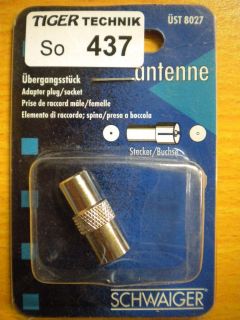 TIGER TECHNIK
So 437
ÜST 8027
antenne
Übergangsstück
Adaptor plug/socket
Prise de raccord mâle/femelle
Elemento di raccordo; spina/presa a boccola
Stecker/Buchse
SCHWAIGER